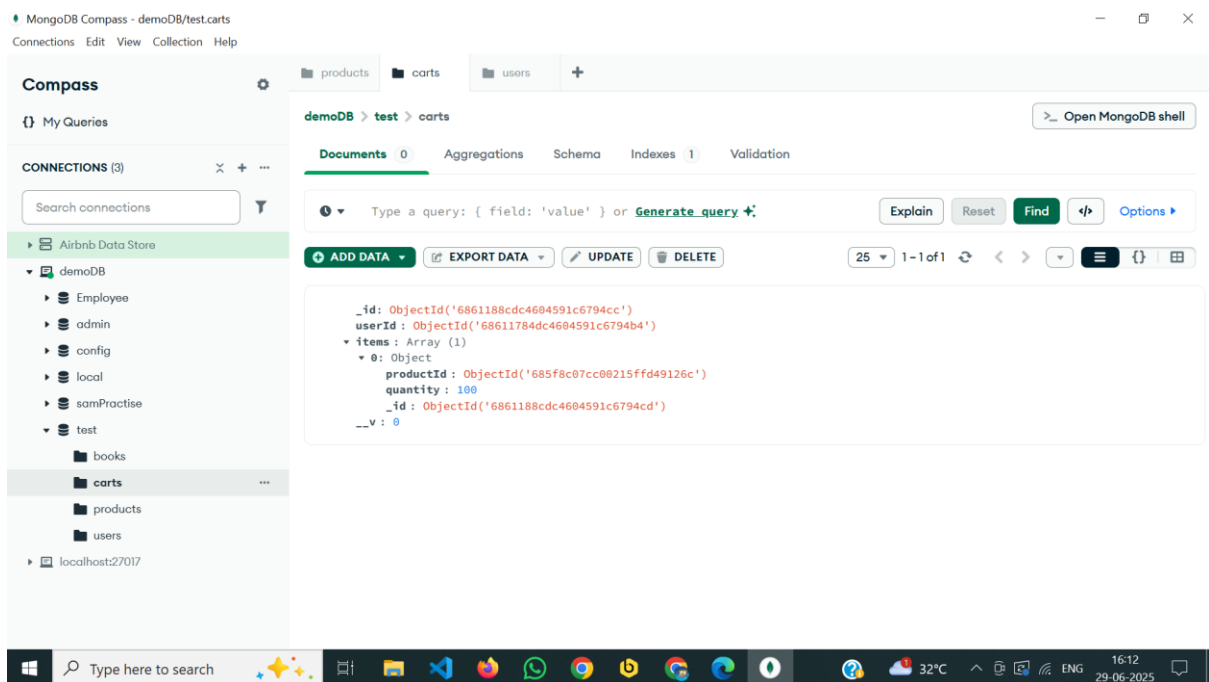 MongoDB Compass - demoDB/test.carts
Connections Edit View Collection Help
Compass
{} My Queries
CONNECTIONS (3)
Search connections
Airbnb Data Store
demoDB
Employee
admin
config
local
samPractise
test
books
carts
products
users
localhost:27017
products carts users
demoDB > test > carts
>_ Open MongoDB shell
Documents 0 Aggregations Schema Indexes 1 Validation
Type a query: { field: 'value' } or Generate query
Explain Reset Find </> Options
ADD DATA EXPORT DATA UPDATE DELETE
25 1-1 of 1 {}
_id: ObjectId('6861188cdc4604591c6794cc')
userId : ObjectId('68611784dc4604591c6794b4')
items : Array (1)
0: Object
productId : ObjectId('685f8c07cc00215ffd49126c')
quantity : 100
_id : ObjectId('6861188cdc4604591c6794cd')
__v : 0
Type here to search
32°C
ENG
16:12
29-06-2025